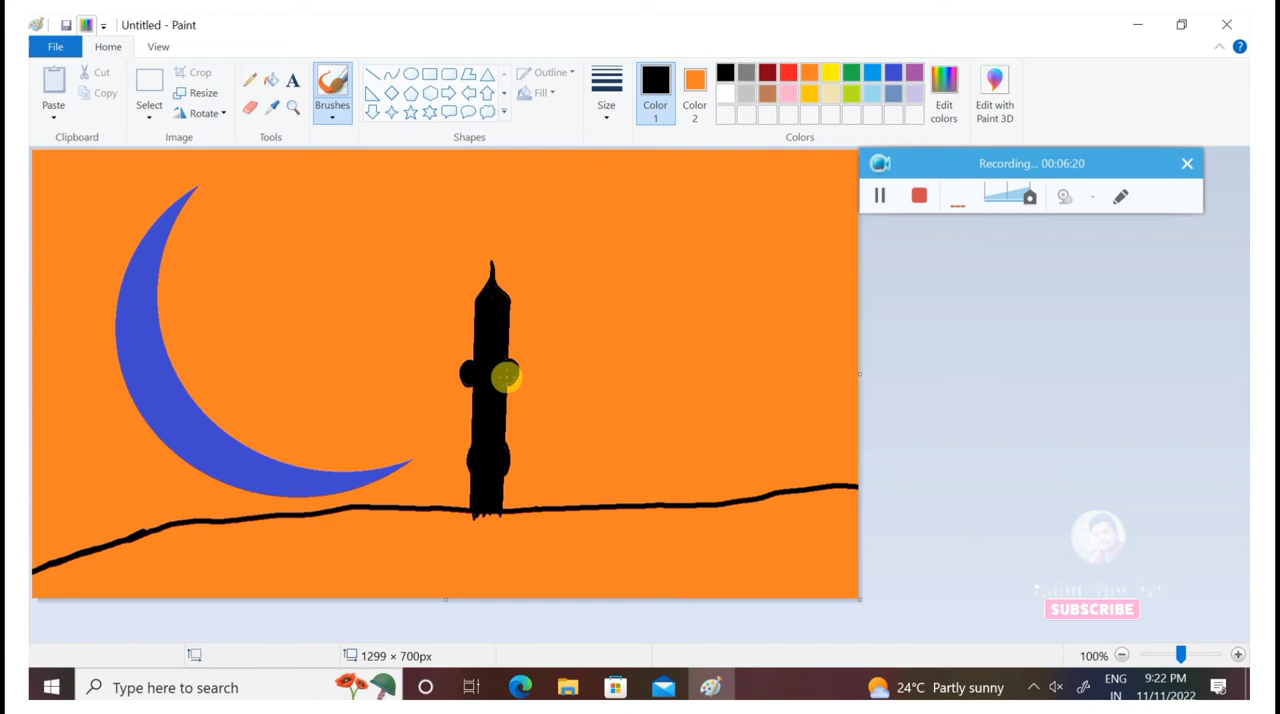 Untitled - Paint
File Home View
Cut
Copy
Paste
Clipboard
Crop
Resize
Rotate
Select
Image
Tools
Brushes
Outline
Fill
Shapes
Size
Color 1
Color 2
Edit colors
Edit with Paint 3D
Colors
Recording... 00:06:20
SUBSCRIBE
1299 × 700px
100%
Type here to search
24°C Partly sunny
ENG
IN
9:22 PM
11/11/2022